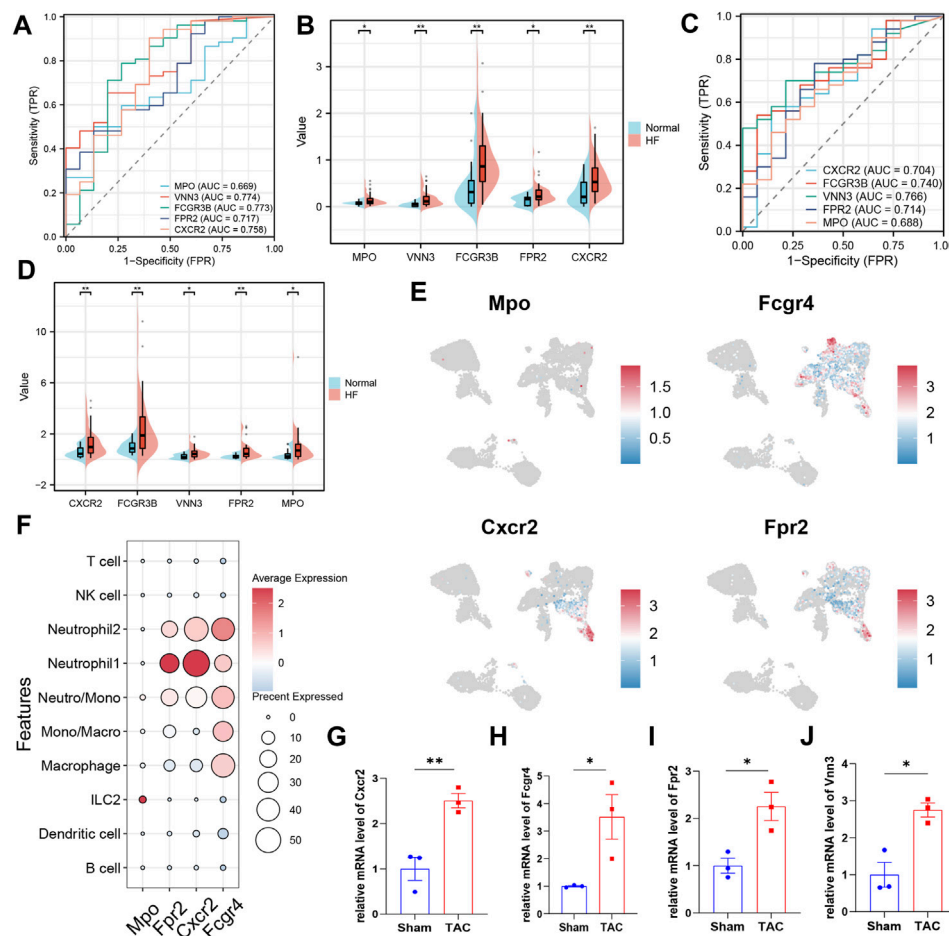 A
Sensitivity (TPR)
1.0
0.8
0.6
0.4
0.2
0.0
MPO (AUC = 0.669)
VNN3 (AUC = 0.774)
FCGR3B (AUC = 0.773)
FPR2 (AUC = 0.717)
CXCR2 (AUC = 0.758)
0.00 0.25 0.50 0.75 1.00
1-Specificity (FPR)
B
* ** ** * **
Value
3
2
1
0
MPO VNN3 FCGR3B FPR2 CXCR2
Normal
HF
C
Sensitivity (TPR)
1.0
0.8
0.6
0.4
0.2
0.0
CXCR2 (AUC = 0.704)
FCGR3B (AUC = 0.740)
VNN3 (AUC = 0.766)
FPR2 (AUC = 0.714)
MPO (AUC = 0.688)
0.00 0.25 0.50 0.75 1.00
1-Specificity (FPR)
D
** ** * ** *
Value
10
6
2
−2
CXCR2 FCGR3B VNN3 FPR2 MPO
Normal
HF
E
Mpo
1.5
1.0
0.5
Fcgr4
3
2
1
Cxcr2
3
2
1
Fpr2
3
2
1
F
Features
T cell
NK cell
Neutrophil2
Neutrophil1
Neutro/Mono
Mono/Macro
Macrophage
ILC2
Dendritic cell
B cell
Mpo Fpr2 Cxcr2 Fcgr4
Average Expression
2
1
0
Precent Expressed
0
10
20
30
40
50
G
relative mRNA level of Cxcr2
**
3
2
1
0
Sham TAC
H
relative mRNA level of Fcgr4
*
5
4
3
2
1
0
Sham TAC
I
relative mRNA level of Fpr2
*
3
2
1
0
Sham TAC
J
relative mRNA level of Vnn3
*
4
3
2
1
0
Sham TAC